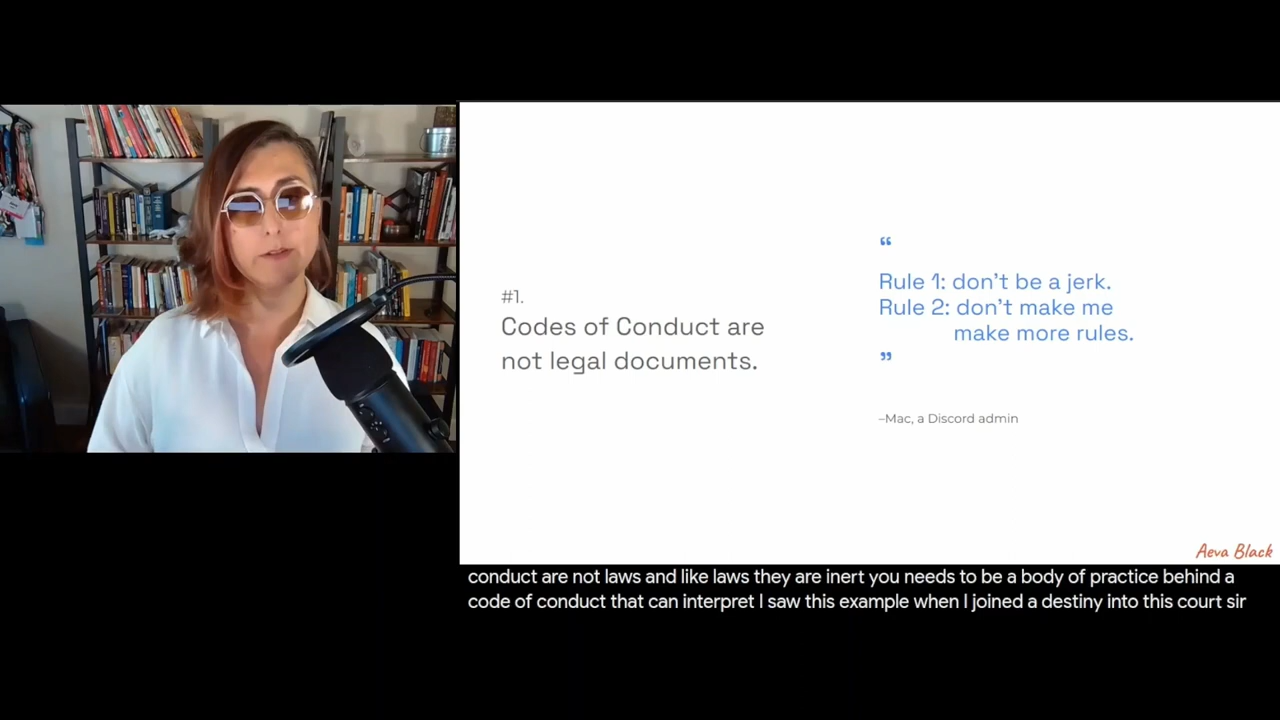 #1.
Codes of Conduct are
not legal documents.
“
Rule 1: don’t be a jerk.
Rule 2: don’t make me
make more rules.
”
–Mac, a Discord admin
Aeva Black
conduct are not laws and like laws they are inert you needs to be a body of practice behind a
code of conduct that can interpret I saw this example when I joined a destiny into this court sir